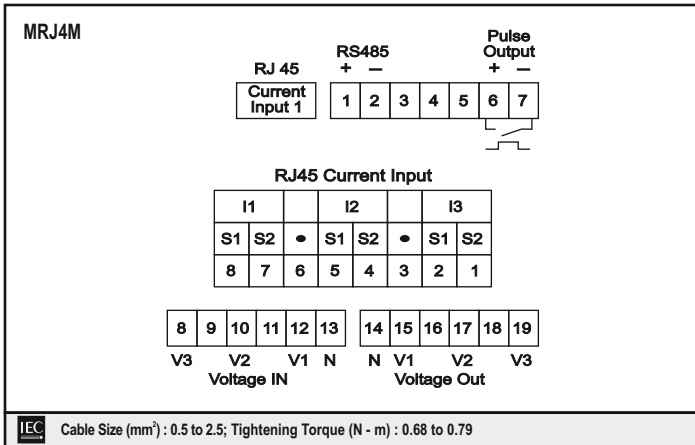 MRJ4M
RJ 45
RS485
Pulse
Output
+ –
+ –
Current
Input 1
1 2 3 4 5 6 7
RJ45 Current Input
I1 I2 I3
S1 S2 • S1 S2 • S1 S2
8 7 6 5 4 3 2 1
8 9 10 11 12 13
14 15 16 17 18 19
V3 V2 V1 N
N V1 V2 V3
Voltage IN
Voltage Out
IEC Cable Size (mm²) : 0.5 to 2.5; Tightening Torque (N - m) : 0.68 to 0.79